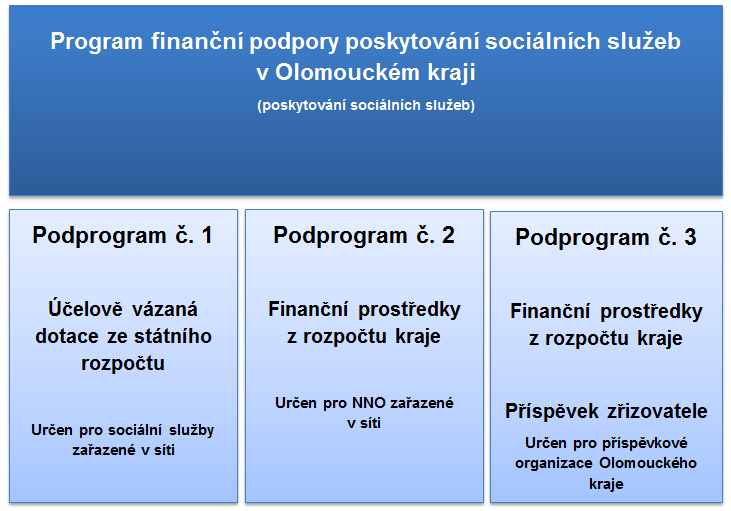 Program finanční podpory poskytování sociálních služeb
v Olomouckém kraji
(poskytování sociálních služeb)
Podprogram č. 1
Účelově vázaná
dotace ze státního
rozpočtu
Určen pro sociální služby
zařazené v síti
Podprogram č. 2
Finanční prostředky
z rozpočtu kraje
Určen pro NNO zařazené
v síti
Podprogram č. 3
Finanční prostředky
z rozpočtu kraje
Příspěvek zřizovatele
Určen pro příspěvkové
organizace Olomouckého
kraje